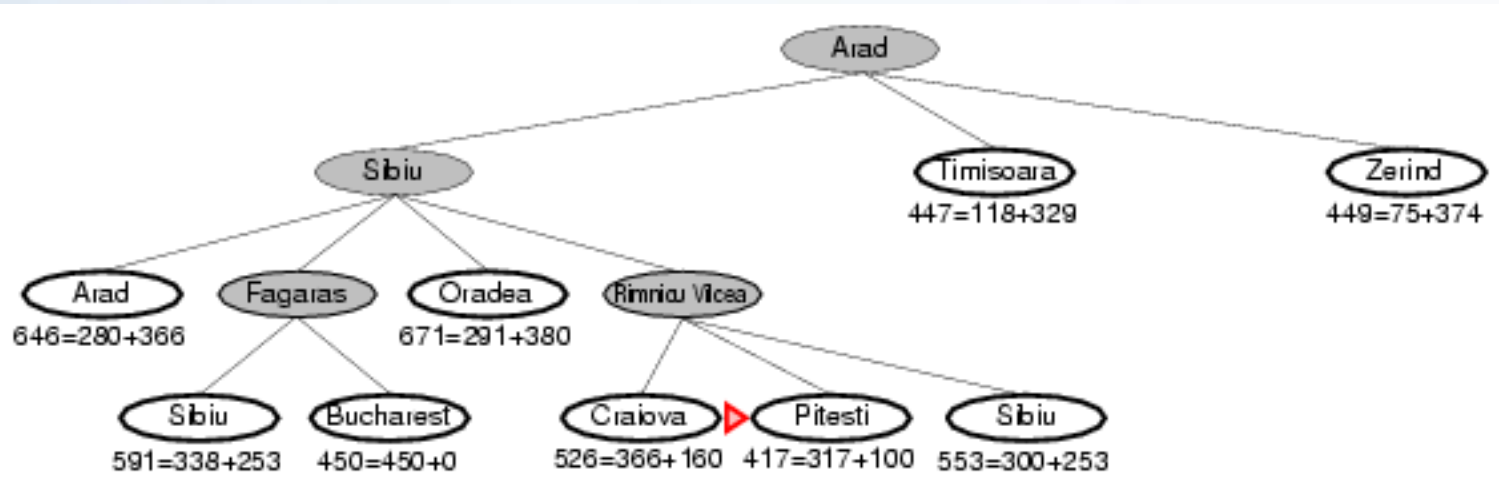 Arad
Sibiu Timisoara Zerind
447=118+329 449=75+374
Arad Fagaras Oradea Rimnicu Vilcea
646=280+366 671=291+380
Sibiu Bucharest Craiova Pitesti Sibiu
591=338+253 450=450+0 526=366+160 417=317+100 553=300+253